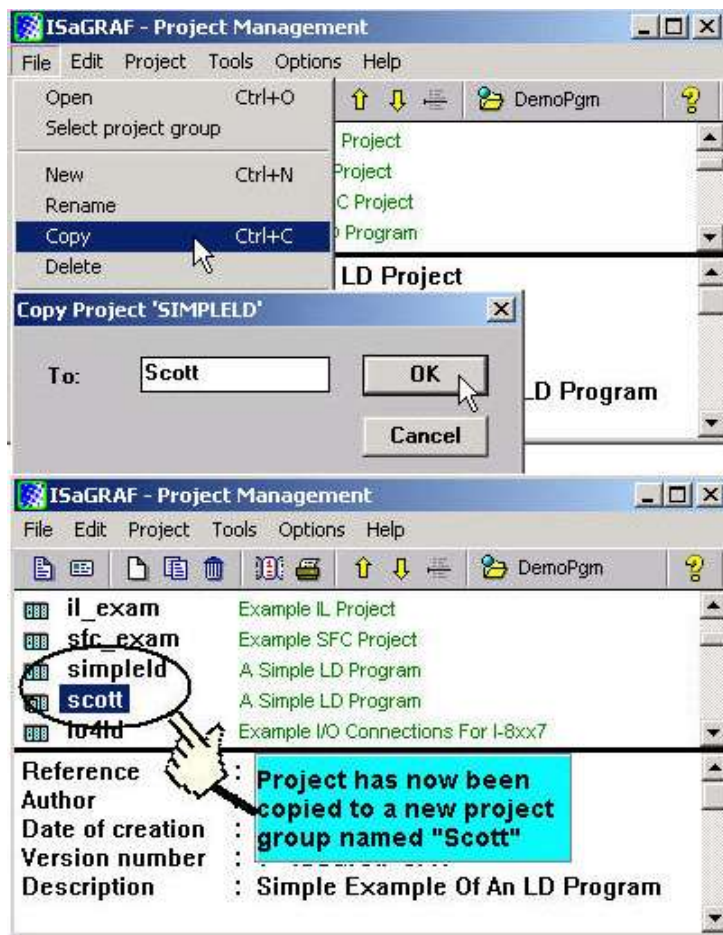 ISaGRAF - Project Management
File Edit Project Tools Options Help
Open Ctrl+O
Select project group
New Ctrl+N
Rename
Copy Ctrl+C
Delete
DemoPgm
Project
Project
C Project
Program
LD Project
Copy Project 'SIMPLELD'
To: Scott
OK
Cancel
LD Program
ISaGRAF - Project Management
File Edit Project Tools Options Help
DemoPgm
il_exam Example IL Project
sfc_exam Example SFC Project
simpleld A Simple LD Program
scott A Simple LD Program
io4ld Example I/O Connections For I-8xx7
Reference :
Author
Date of creation :
Version number :
Description : Simple Example Of An LD Program
Project has now been
copied to a new project
group named "Scott"